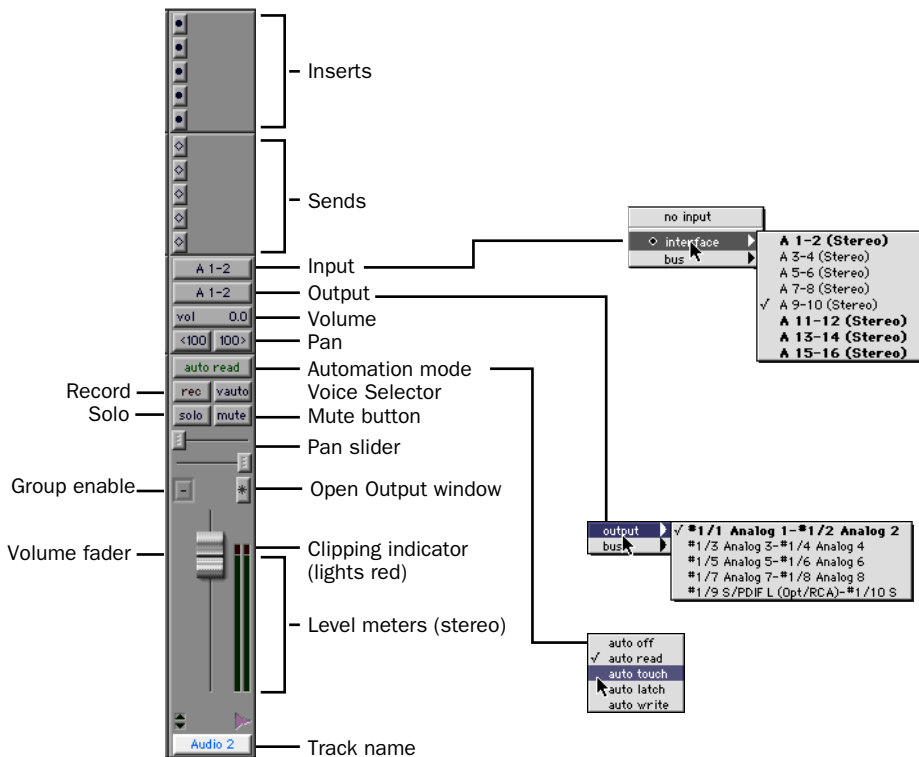 Inserts
Sends
no input
interface
bus
A 1-2 (Stereo)
A 3-4 (Stereo)
A 5-6 (Stereo)
A 7-8 (Stereo)
√ A 9-10 (Stereo)
A 11-12 (Stereo)
A 13-14 (Stereo)
A 15-16 (Stereo)
A 1-2
Input
A 1-2
Output
vol 0.0
Volume
<100 100>
Pan
auto read
Automation mode
Record
rec vauto
Voice Selector
Solo
solo mute
Mute button
Pan slider
Group enable
-
*
Open Output window
Volume fader
Clipping indicator
(lights red)
Level meters (stereo)
output
bus
√ #1/1 Analog 1-#1/2 Analog 2
#1/3 Analog 3-#1/4 Analog 4
#1/5 Analog 5-#1/6 Analog 6
#1/7 Analog 7-#1/8 Analog 8
#1/9 S/PDIF L (Opt/RCA)-#1/10 S
auto off
√ auto read
auto touch
auto latch
auto write
Audio 2
Track name